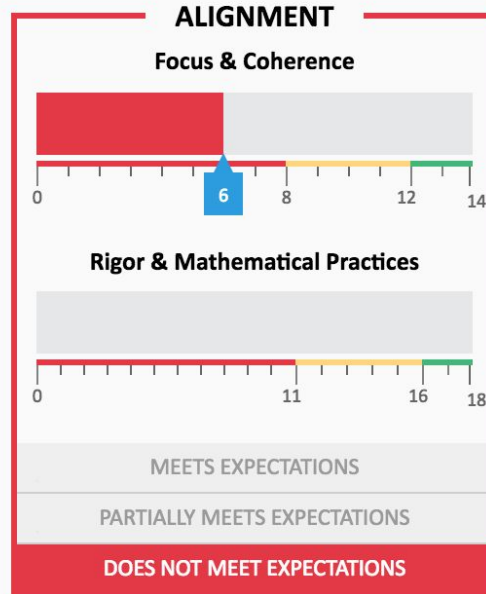 ALIGNMENT
Focus & Coherence
6
0 8 12 14
Rigor & Mathematical Practices
0 11 16 18
MEETS EXPECTATIONS
PARTIALLY MEETS EXPECTATIONS
DOES NOT MEET EXPECTATIONS